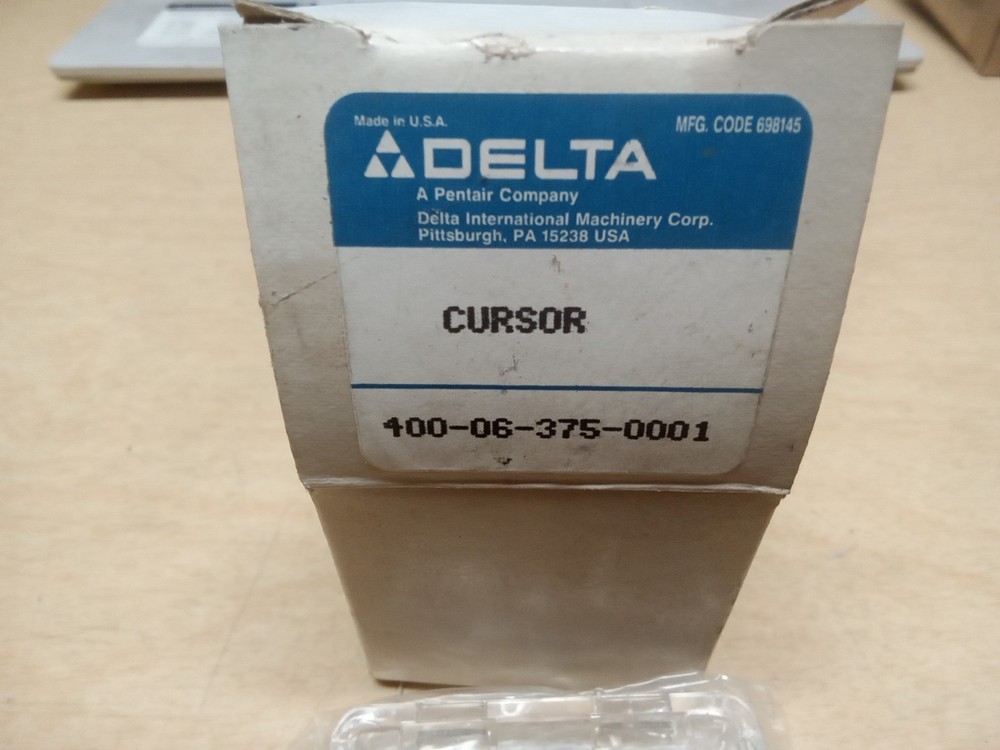 Made in U.S.A.
MFG. CODE 698145
DELTA
A Pentair Company
Delta International Machinery Corp.
Pittsburgh, PA 15238 USA
CURSOR
400-06-375-0001